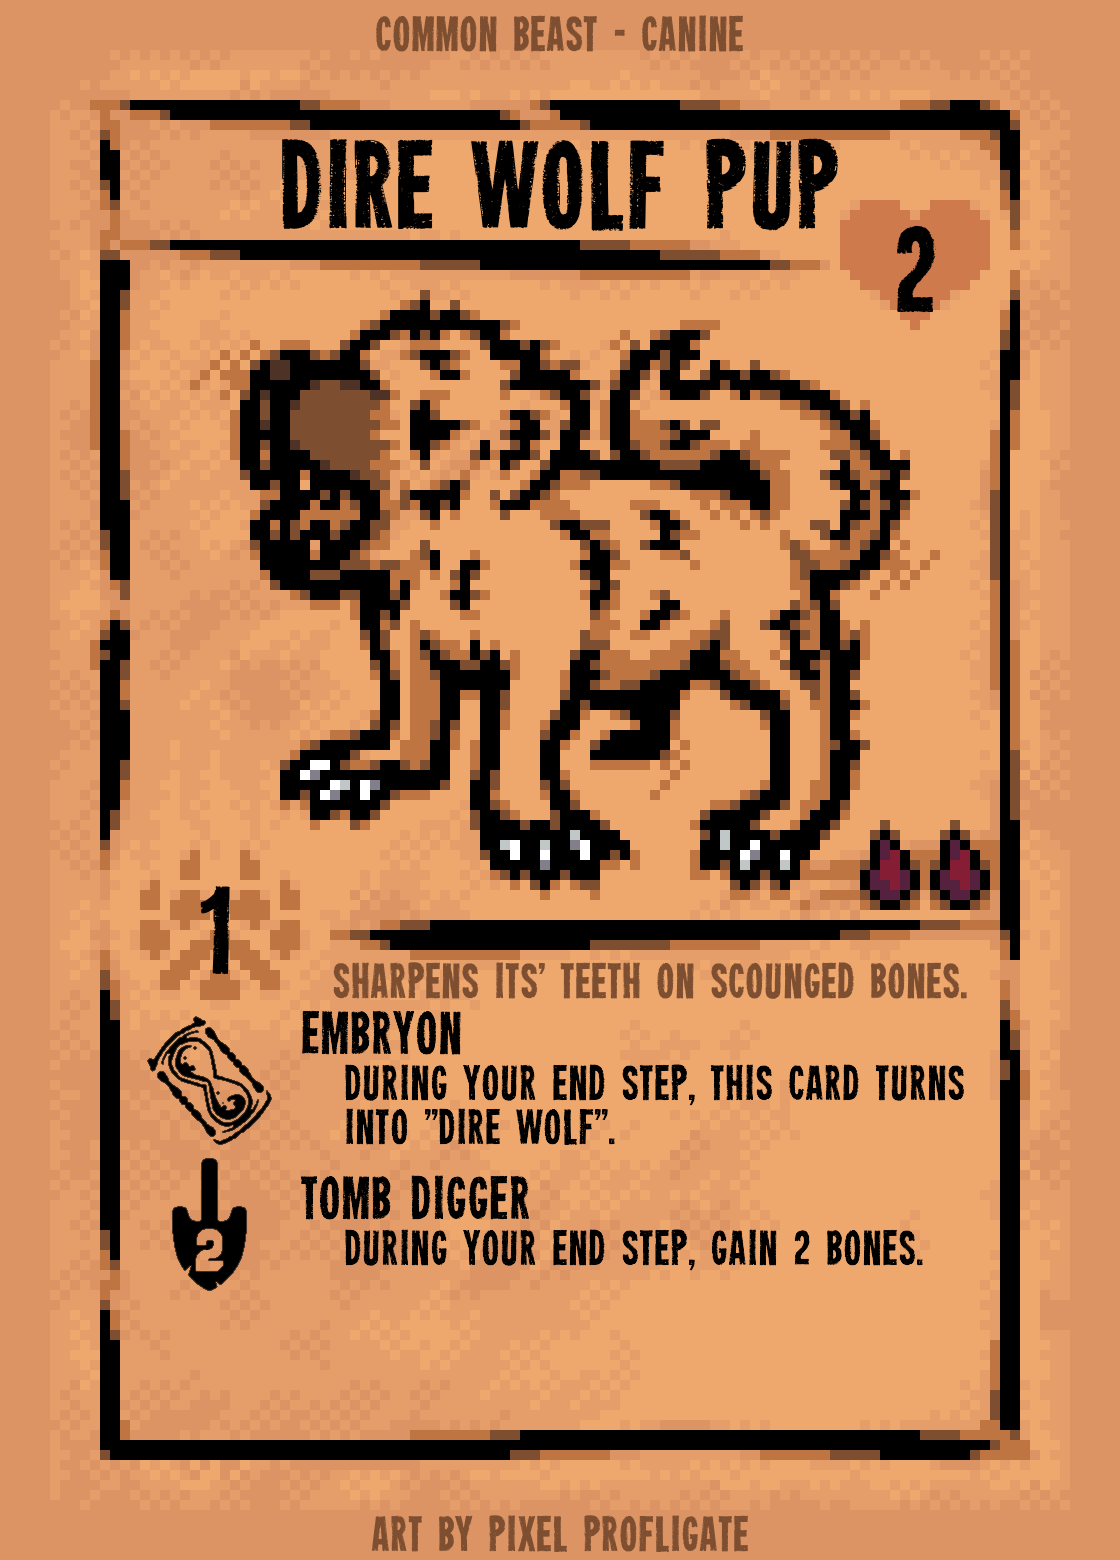 COMMON BEAST - CANINE
DIRE WOLF PUP
2
1
SHARPENS ITS' TEETH ON SCOUNGED BONES.
EMBRYON
DURING YOUR END STEP, THIS CARD TURNS
INTO "DIRE WOLF".
TOMB DIGGER
2
DURING YOUR END STEP, GAIN 2 BONES.
ART BY PIXEL PROFLIGATE